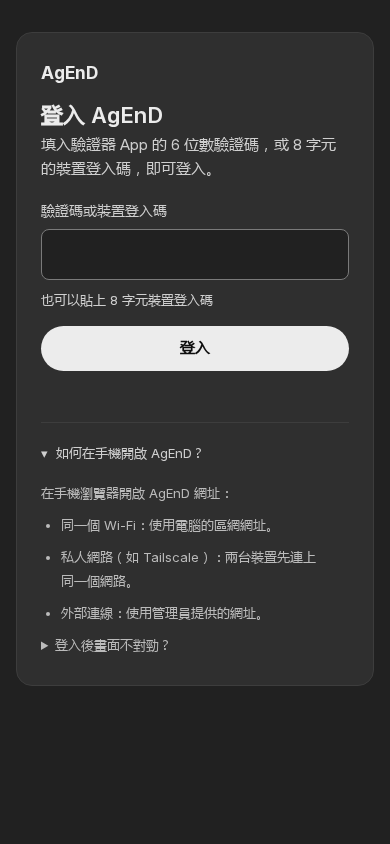 AgEnD
登入 AgEnD
填入驗證器 App 的 6 位數驗證碼，或 8 字元
的裝置登入碼，即可登入。
驗證碼或裝置登入碼
也可以貼上 8 字元裝置登入碼
登入
▾ 如何在手機開啟 AgEnD？
在手機瀏覽器開啟 AgEnD 網址：
• 同一個 Wi-Fi：使用電腦的區網網址。
• 私人網路（如 Tailscale）：兩台裝置先連上
同一個網路。
• 外部連線：使用管理員提供的網址。
▶ 登入後畫面不對勁？